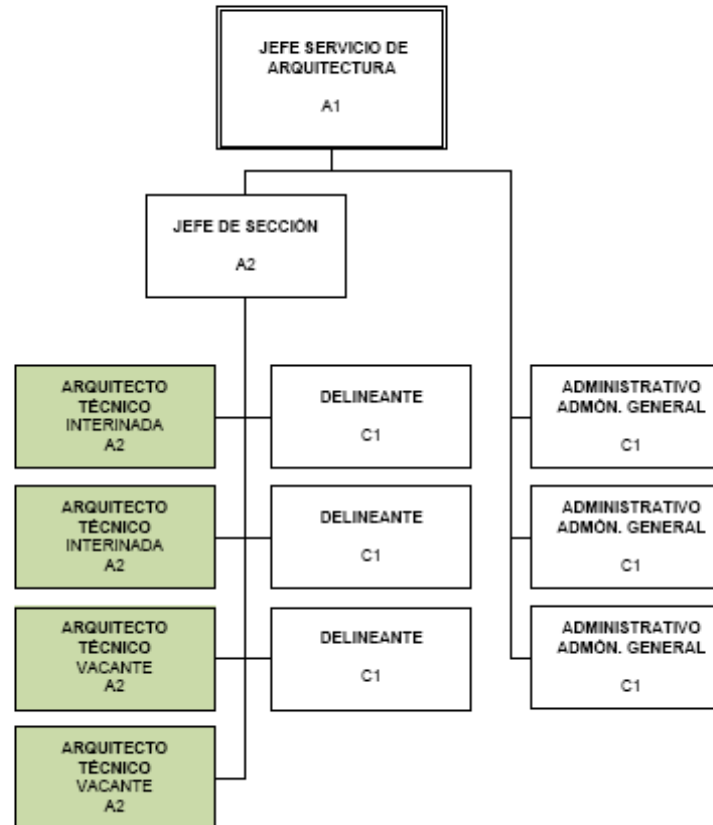 JEFE SERVICIO DE
ARQUITECTURA
A1
JEFE DE SECCIÓN
A2
ARQUITECTO
TÉCNICO
INTERINADA
A2
DELINEANTE
C1
ADMINISTRATIVO
ADMÓN. GENERAL
C1
ARQUITECTO
TÉCNICO
INTERINADA
A2
DELINEANTE
C1
ADMINISTRATIVO
ADMÓN. GENERAL
C1
ARQUITECTO
TÉCNICO
VACANTE
A2
DELINEANTE
C1
ADMINISTRATIVO
ADMÓN. GENERAL
C1
ARQUITECTO
TÉCNICO
VACANTE
A2